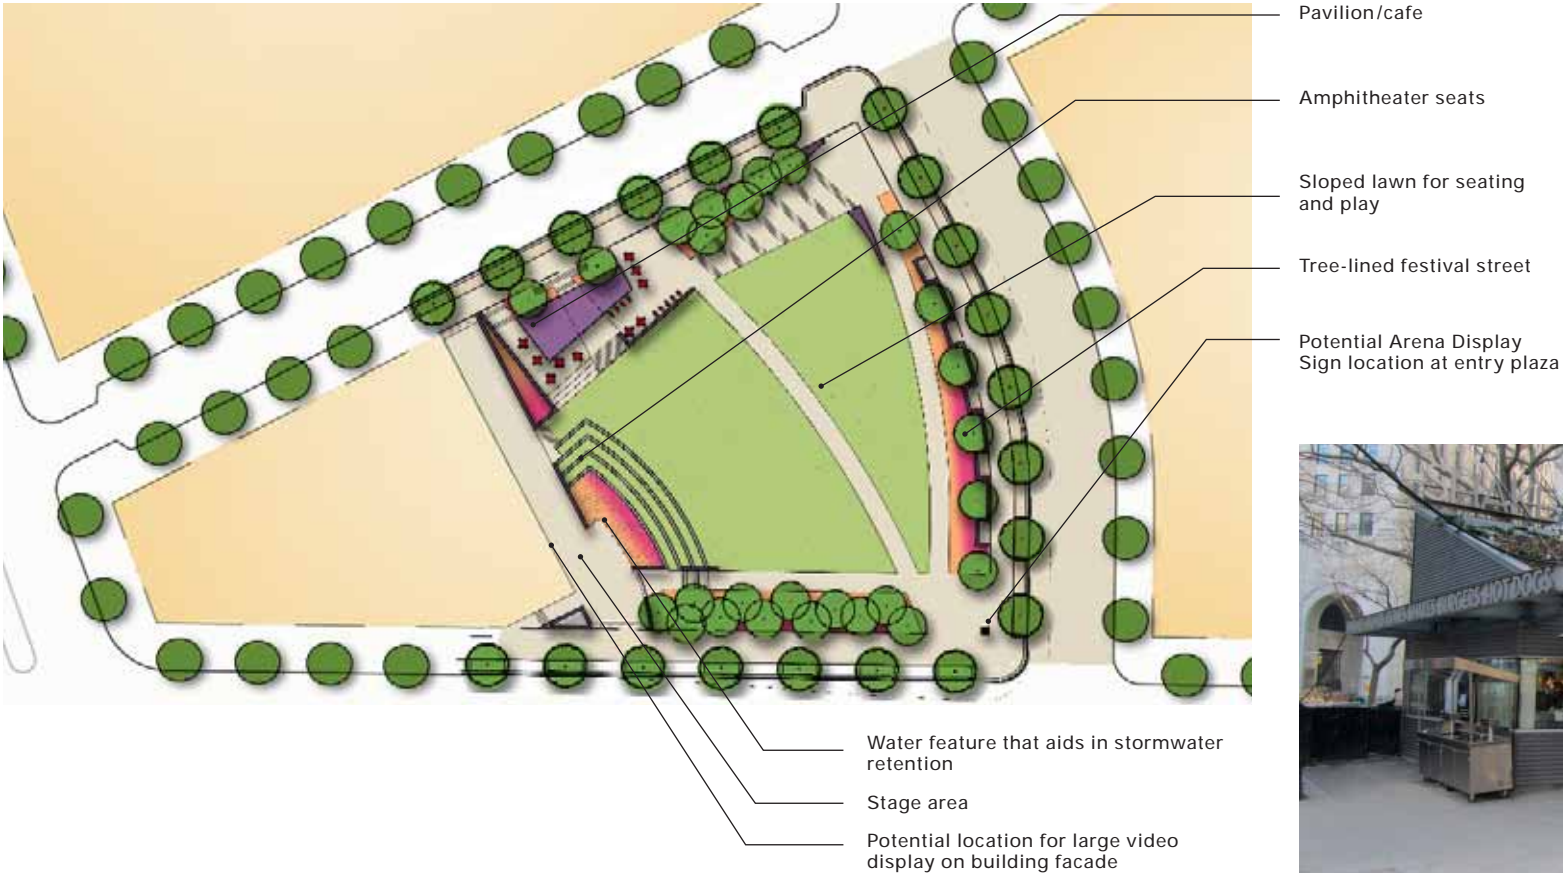 Pavilion/cafe
Amphitheater seats
Sloped lawn for seating
and play
Tree-lined festival street
Potential Arena Display
Sign location at entry plaza
BURGERS HOT DOGS
Water feature that aids in stormwater
retention
Stage area
Potential location for large video
display on building facade